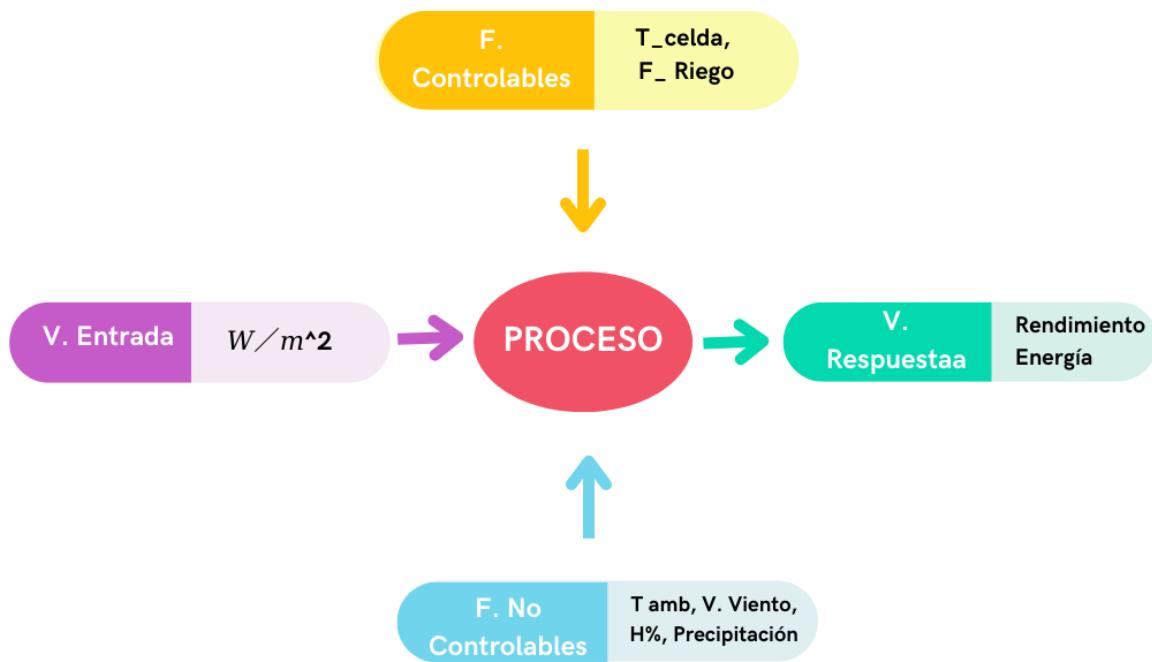 F.
Controlables
T_celda,
F_ Riego
V. Entrada
W/m^2
PROCESO
V.
Respuestaa
Rendimiento
Energía
F. No
Controlables
T amb, V. Viento,
H%, Precipitación